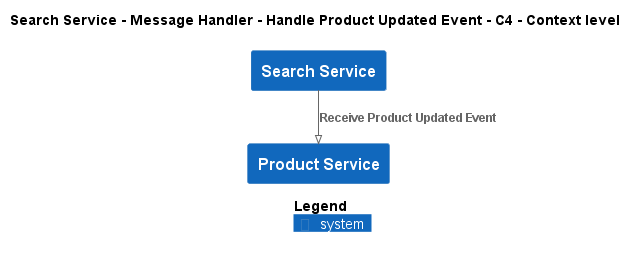 Search Service - Message Handler - Handle Product Updated Event - C4 - Context level
Search Service
Receive Product Updated Event
Product Service
Legend
system